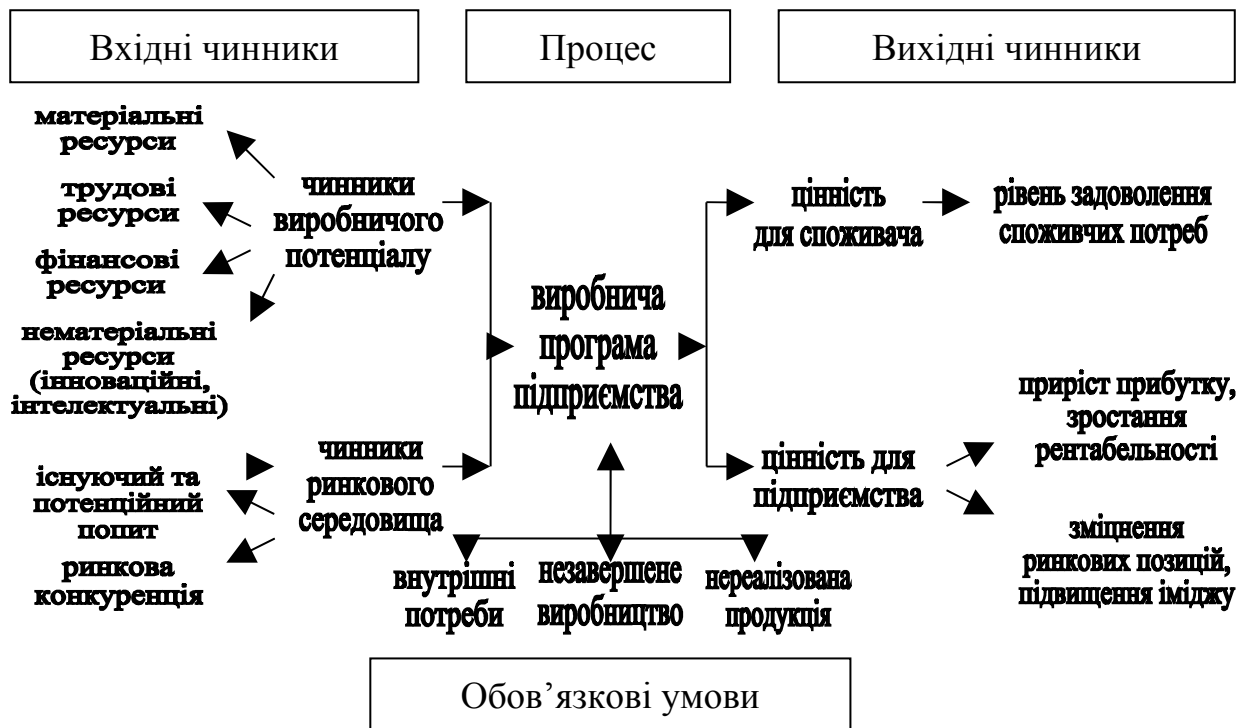 Вхідні чинники
Процес
Вихідні чинники
матеріальні
ресурси
трудові
ресурси
фінансові
ресурси
нематеріальні
ресурси
(інноваційні,
інтелектуальні)
чинники
виробничого
потенціалу
існуючий та
потенційний
попит
ринкова
конкуренція
чинники
ринкового
середовища
виробнича
програма
підприємства
цінність
для споживача
рівень задоволення
споживчих потреб
цінність для
підприємства
приріст прибутку,
зростання
рентабельності
зміцнення
ринкових позицій,
підвищення іміджу
внутрішні
потреби
незавершене
виробництво
нереалізована
продукція
Обов’язкові умови